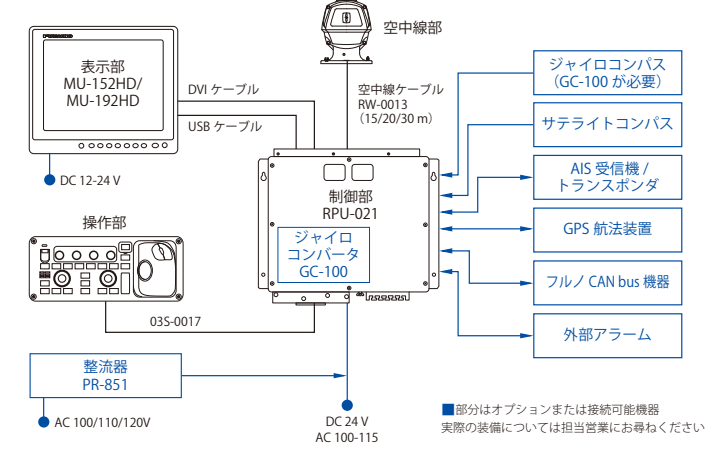 空中線部
表示部
MU-152HD/
MU-192HD
DVI ケーブル
USB ケーブル
空中線ケーブル
RW-0013
（15/20/30 m）
DC 12-24 V
操作部
制御部
RPU-021
ジャイロ
コンバータ
GC-100
03S-0017
整流器
PR-851
AC 100/110/120V
DC 24 V
AC 100-115
ジャイロコンパス
（GC-100 が必要）
サテライトコンパス
AIS 受信機 /
トランスポンダ
GPS 航法装置
フルノ CAN bus 機器
外部アラーム
■部分はオプションまたは接続可能機器
実際の装備については担当営業にお尋ねください